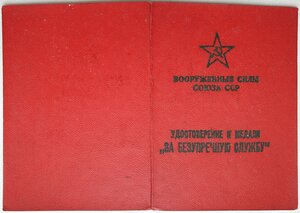 ВООРУЖЕННЫЕ СИЛЫ
СОЮЗА ССР
УДОСТОВЕРЕНИЕ К МЕДАЛИ
„ЗА БЕЗУПРЕЧНУЮ СЛУЖБУ"